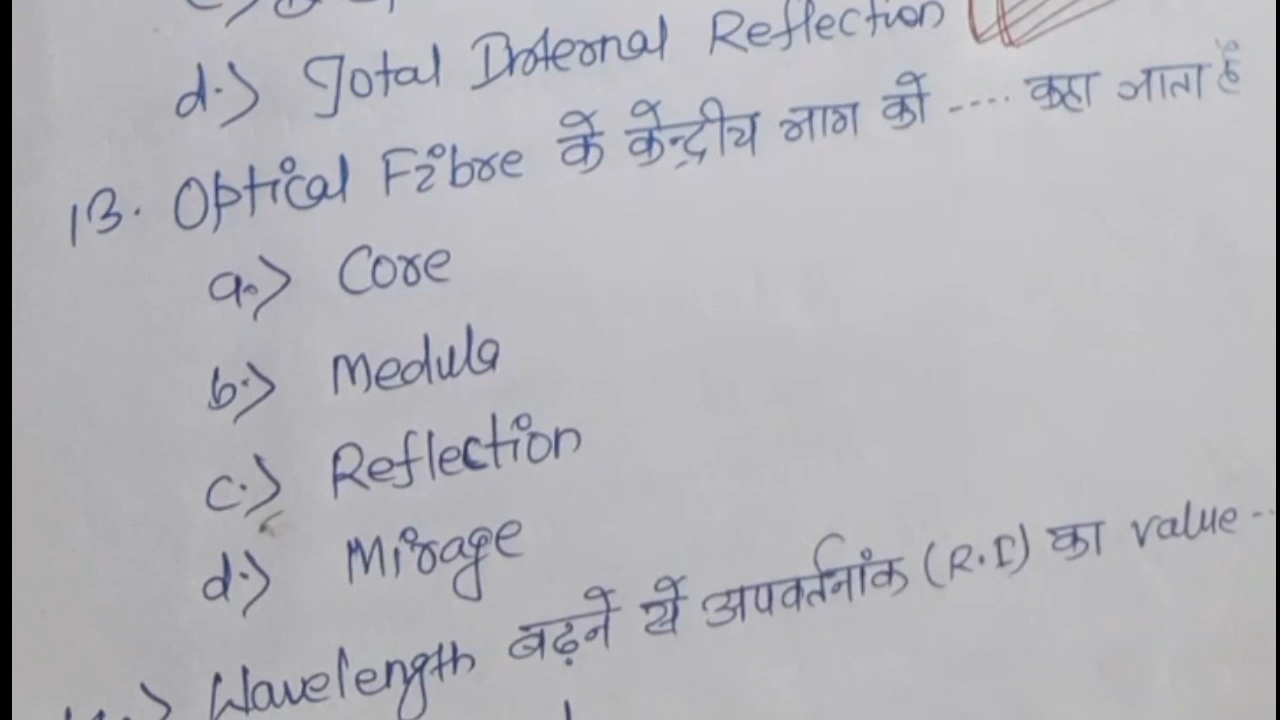 d.) Total Internal Reflection
13. Optical Fibre के केन्द्रीय भाग को .... कहा जाता है
a.) Core
b.) Medula
c.) Reflection
d.) Mirage
Wavelength बढ़ने से अपवर्तनांक (R.I) का value --